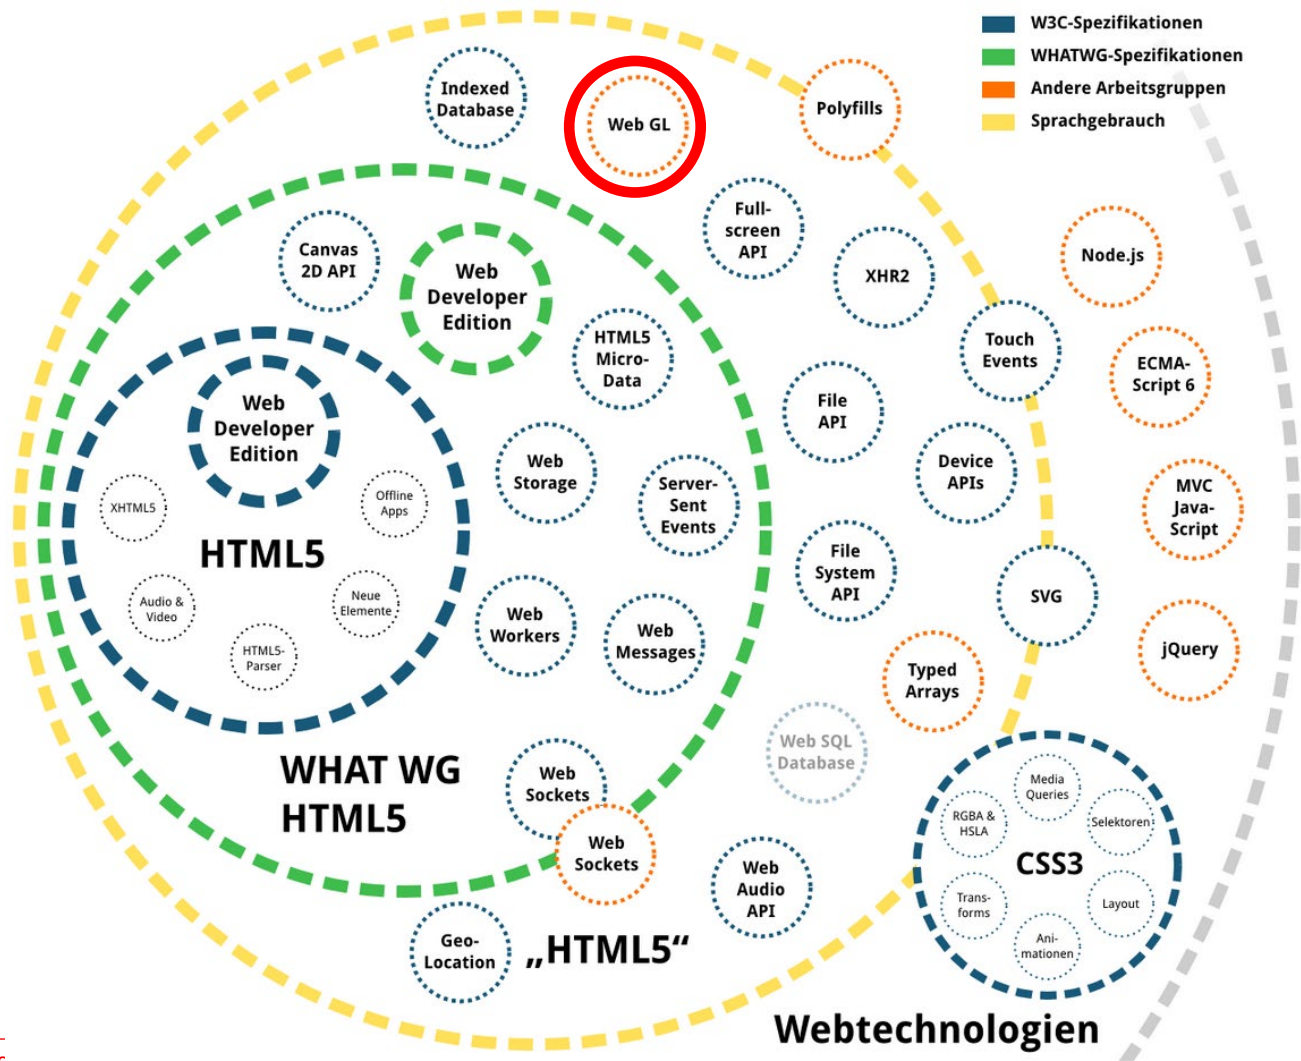 W3C-Spezifikationen
WHATWG-Spezifikationen
Andere Arbeitsgruppen
Sprachgebrauch
Indexed
Database
Web GL
Polyfills
Full-
screen
API
XHR2
Node.js
Canvas
2D API
Web
Developer
Edition
HTML5
Micro-
Data
Touch
Events
ECMA-
Script 6
Web
Developer
Edition
File
API
Web
Storage
Server-
Sent
Events
Device
APIs
MVC
Java-
Script
XHTML5
Offline
Apps
HTML5
Audio &
Video
Neue
Elemente
HTML5-
Parser
File
System
API
SVG
Web
Workers
Web
Messages
Typed
Arrays
jQuery
WHAT WG
HTML5
Web
Sockets
Web
Sockets
Web SQL
Database
Web
Audio
API
Geo-
Location
„HTML5“
Media
Queries
RGBA &
HSLA
Selektoren
CSS3
Trans-
forms
Layout
Ani-
mationen
Webtechnologien